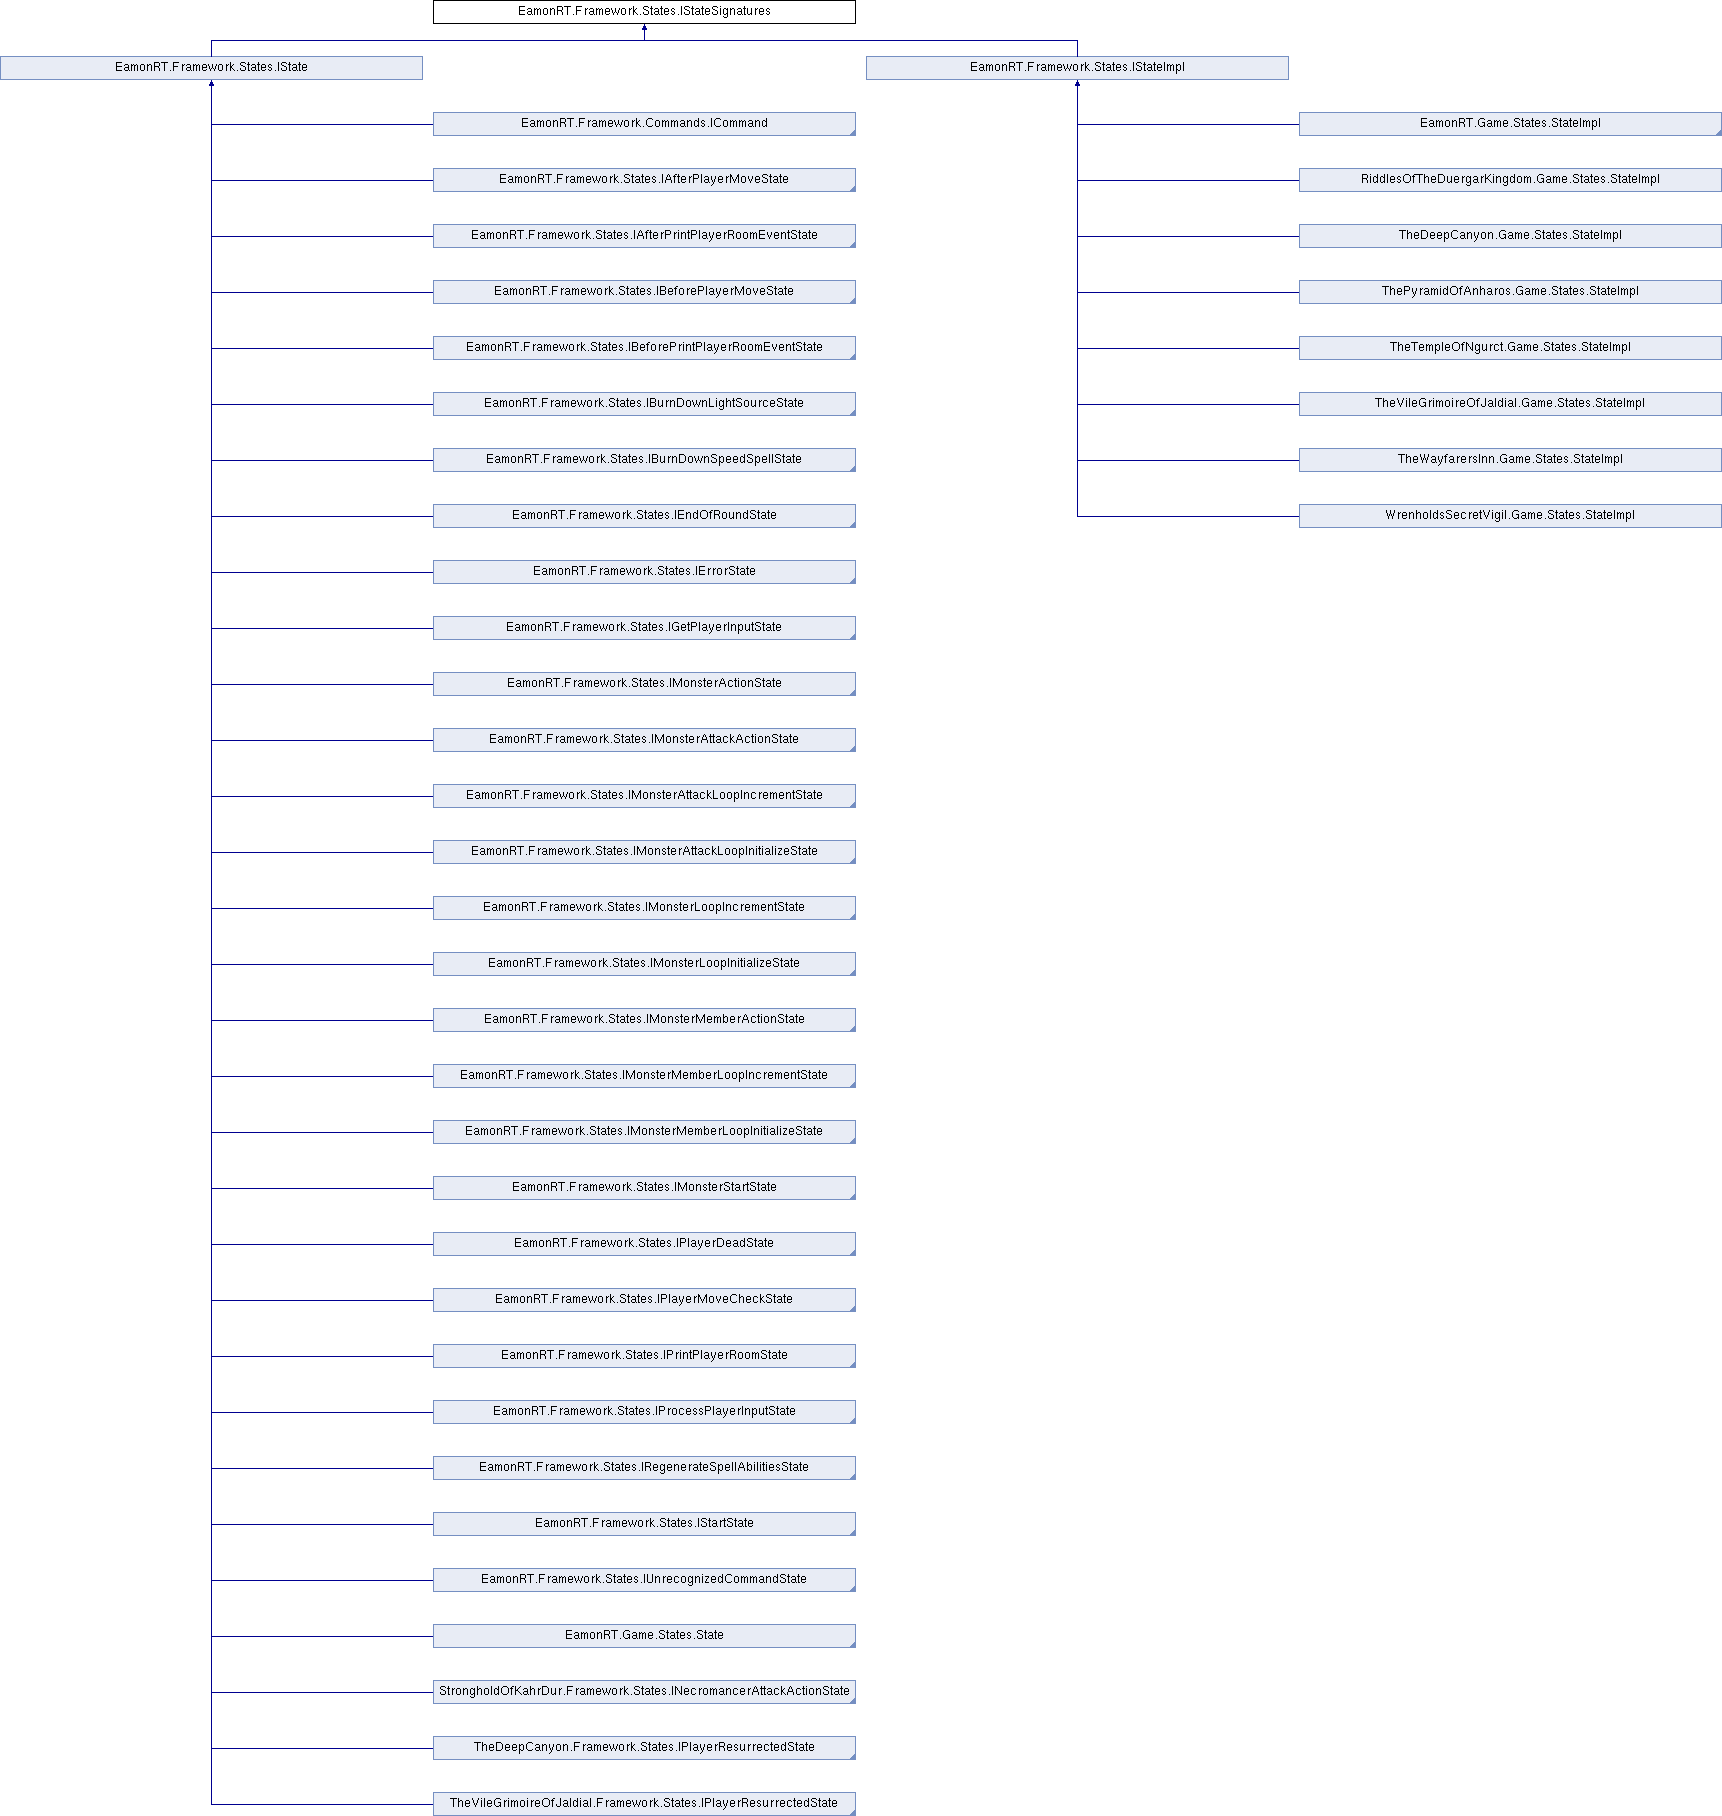 EamonRT.Framework.States.IStateSignatures
EamonRT.Framework.States.IState
EamonRT.Framework.States.IStateImpl
EamonRT.Framework.Commands.ICommand
EamonRT.Game.States.StateImpl
EamonRT.Framework.States.IAfterPlayerMoveState
RiddlesOfTheDuergarKingdom.Game.States.StateImpl
EamonRT.Framework.States.IAfterPrintPlayerRoomEventState
TheDeepCanyon.Game.States.StateImpl
EamonRT.Framework.States.IBeforePlayerMoveState
ThePyramidOfAnharos.Game.States.StateImpl
EamonRT.Framework.States.IBeforePrintPlayerRoomEventState
TheTempleOfNgurct.Game.States.StateImpl
EamonRT.Framework.States.IBurnDownLightSourceState
TheVileGrimoireOfJaldial.Game.States.StateImpl
EamonRT.Framework.States.IBurnDownSpeedSpellState
TheWayfarersInn.Game.States.StateImpl
EamonRT.Framework.States.IEndOfRoundState
WrenholdsSecretVigil.Game.States.StateImpl
EamonRT.Framework.States.IErrorState
EamonRT.Framework.States.IGetPlayerInputState
EamonRT.Framework.States.IMonsterActionState
EamonRT.Framework.States.IMonsterAttackActionState
EamonRT.Framework.States.IMonsterAttackLoopIncrementState
EamonRT.Framework.States.IMonsterAttackLoopInitializeState
EamonRT.Framework.States.IMonsterLoopIncrementState
EamonRT.Framework.States.IMonsterLoopInitializeState
EamonRT.Framework.States.IMonsterMemberActionState
EamonRT.Framework.States.IMonsterMemberLoopIncrementState
EamonRT.Framework.States.IMonsterMemberLoopInitializeState
EamonRT.Framework.States.IMonsterStartState
EamonRT.Framework.States.IPlayerDeadState
EamonRT.Framework.States.IPlayerMoveCheckState
EamonRT.Framework.States.IPrintPlayerRoomState
EamonRT.Framework.States.IProcessPlayerInputState
EamonRT.Framework.States.IRegenerateSpellAbilitiesState
EamonRT.Framework.States.IStartState
EamonRT.Framework.States.IUnrecognizedCommandState
EamonRT.Game.States.State
StrongholdOfKahrDur.Framework.States.INecromancerAttackActionState
TheDeepCanyon.Framework.States.IPlayerResurrectedState
TheVileGrimoireOfJaldial.Framework.States.IPlayerResurrectedState